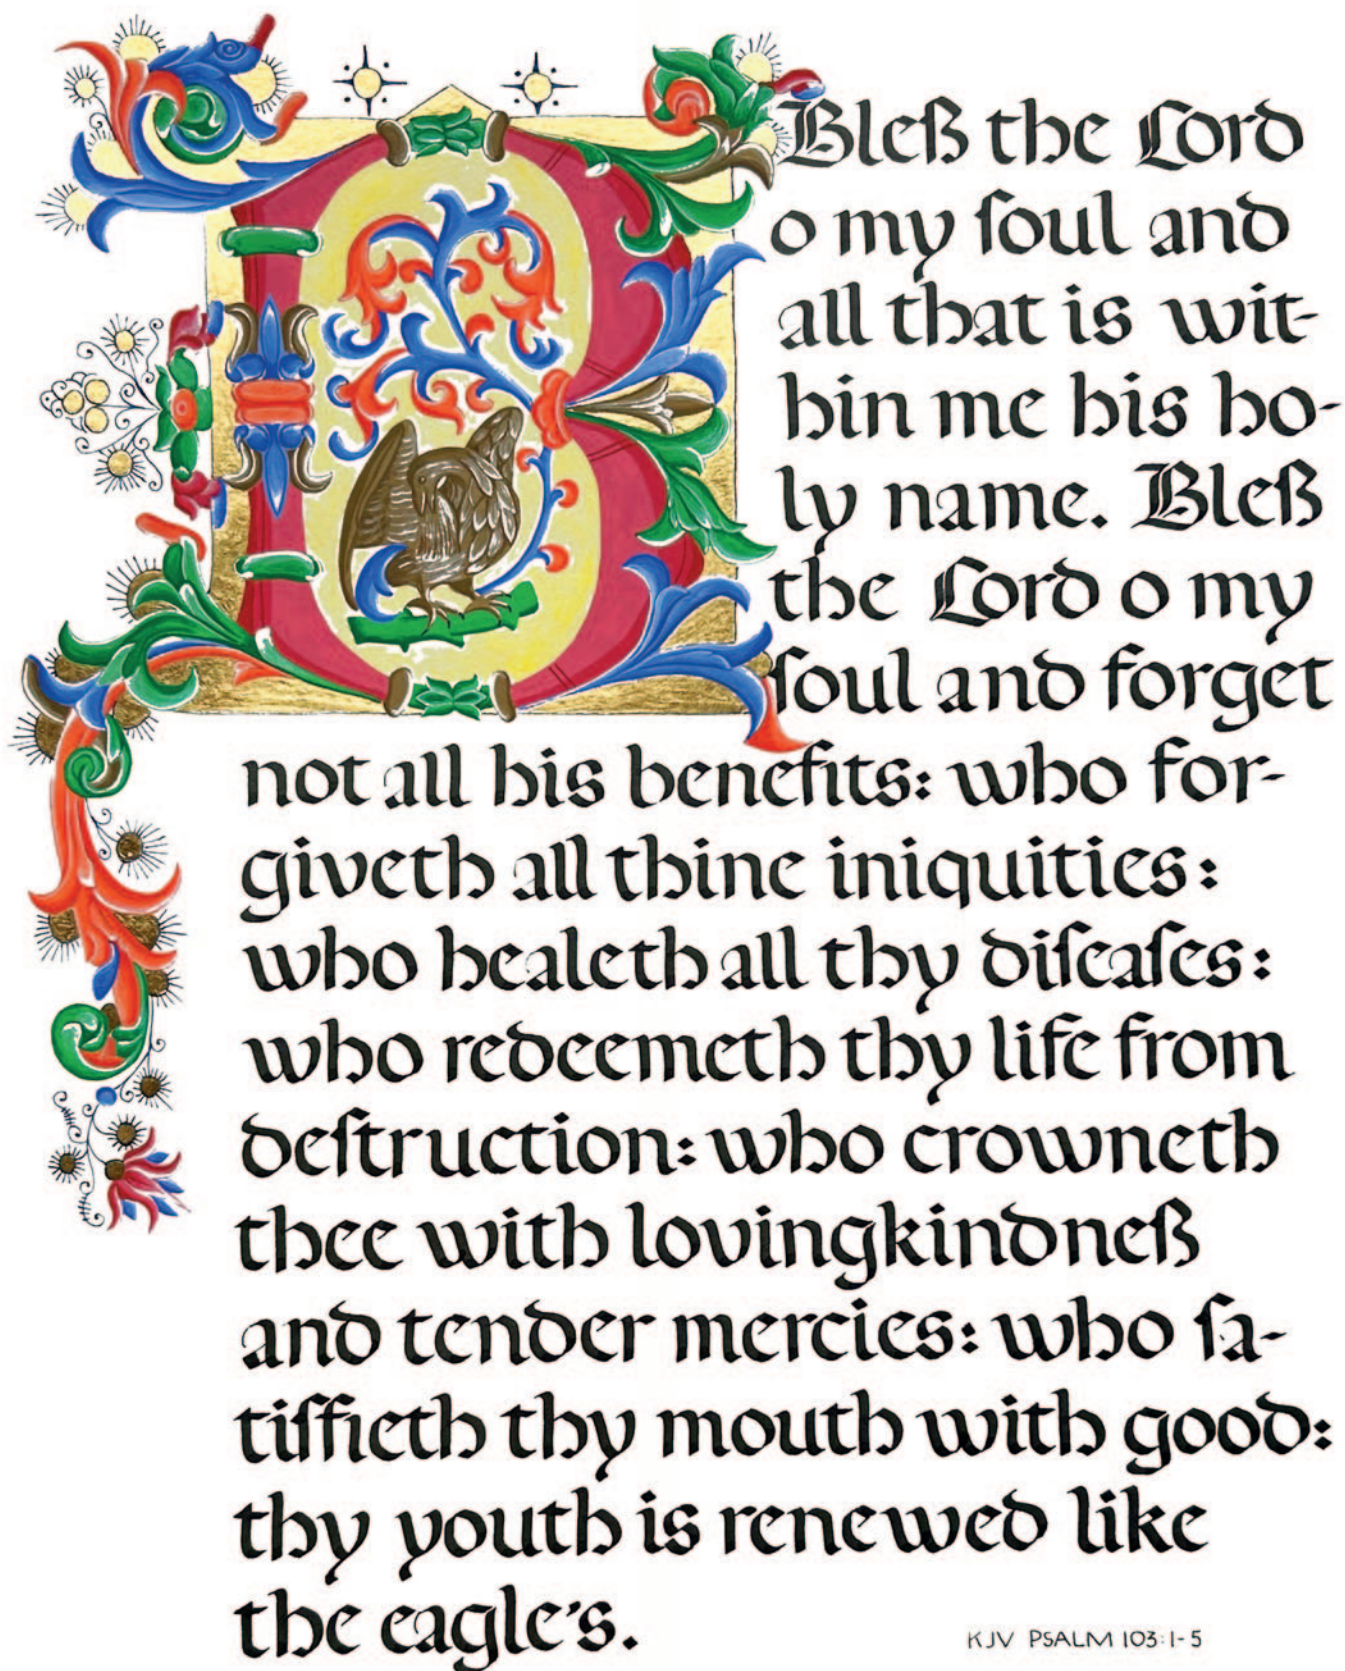 Bleß the Lord
o my ſoul and
all that is wit-
hin me his ho-
ly name. Bleß
the Lord o my
ſoul and forget
not all his benefits: who for-
giveth all thine iniquities:
who healeth all thy diſeaſes:
who redeemeth thy life from
deſtruction: who crowneth
thee with lovingkindneß
and tender mercies: who ſa-
tiſfieth thy mouth with good:
thy youth is renewed like
the eagle's.
KJV PSALM 103:1-5